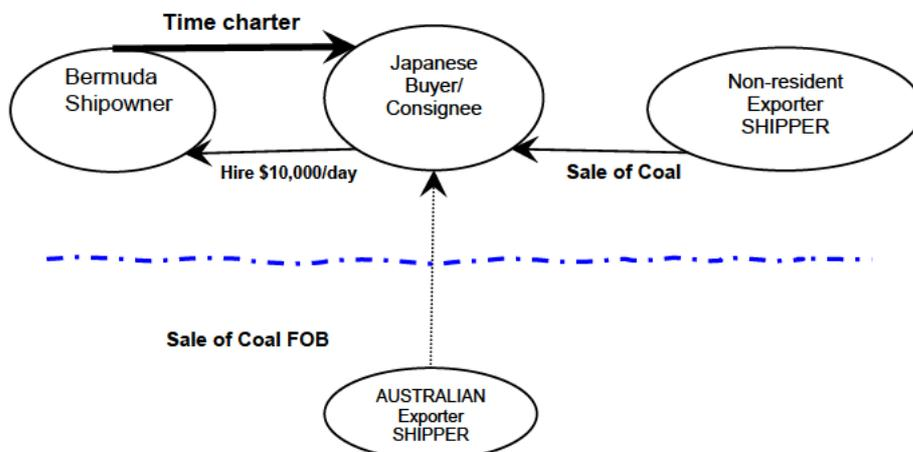 Time charter
Bermuda
Shipowner
Japanese
Buyer/
Consignee
Non-resident
Exporter
SHIPPER
Hire $10,000/day
Sale of Coal
Sale of Coal FOB
AUSTRALIAN
Exporter
SHIPPER